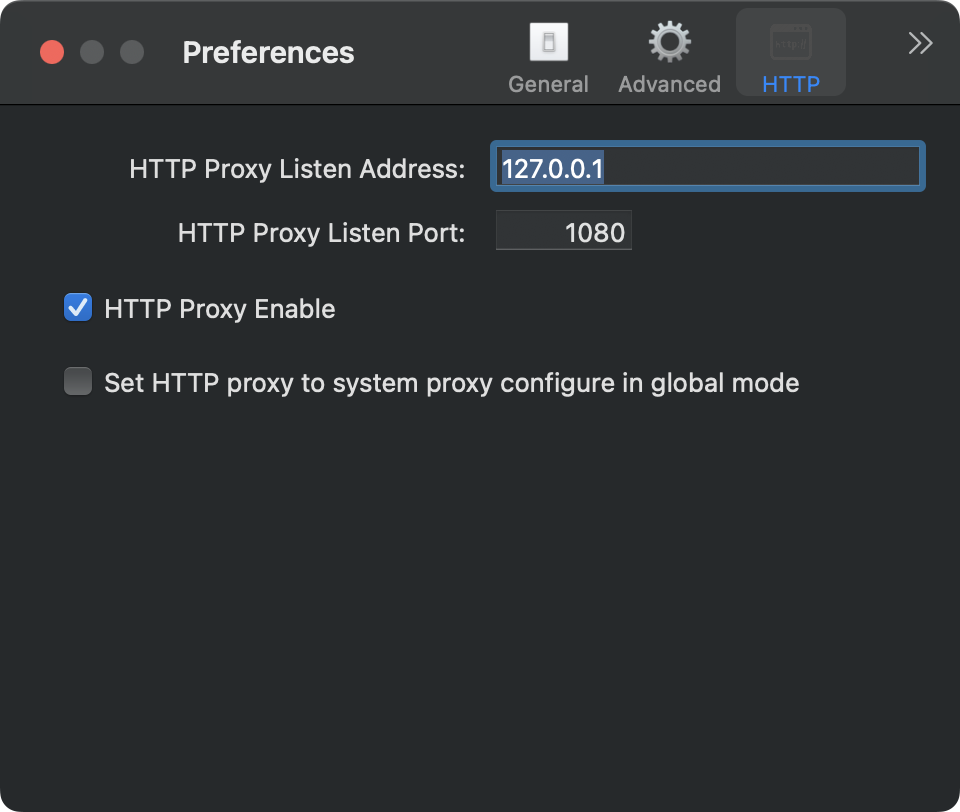 Preferences
General
Advanced
HTTP
HTTP Proxy Listen Address: 127.0.0.1
HTTP Proxy Listen Port: 1080
HTTP Proxy Enable
Set HTTP proxy to system proxy configure in global mode